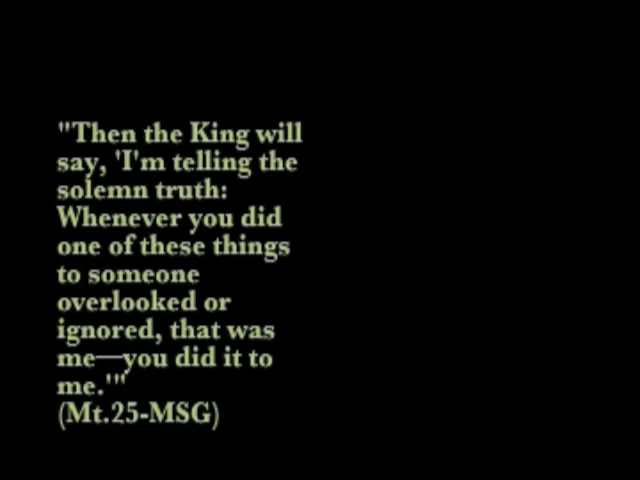 "Then the King will
say, 'I'm telling the
solemn truth:
Whenever you did
one of these things
to someone
overlooked or
ignored, that was
me—you did it to
me.'"
(Mt.25-MSG)